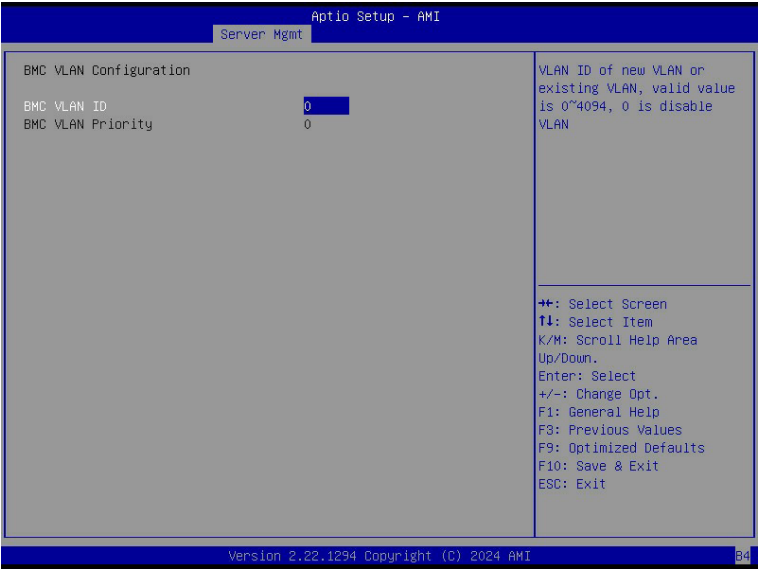 Aptio Setup – AMI
Server Mgmt
BMC VLAN Configuration
BMC VLAN ID 0
BMC VLAN Priority 0
VLAN ID of new VLAN or
existing VLAN, valid value
is 0~4094, 0 is disable
VLAN
→←: Select Screen
↑↓: Select Item
K/M: Scroll Help Area
Up/Down.
Enter: Select
+/-: Change Opt.
F1: General Help
F3: Previous Values
F9: Optimized Defaults
F10: Save & Exit
ESC: Exit
Version 2.22.1294 Copyright (C) 2024 AMI
B4